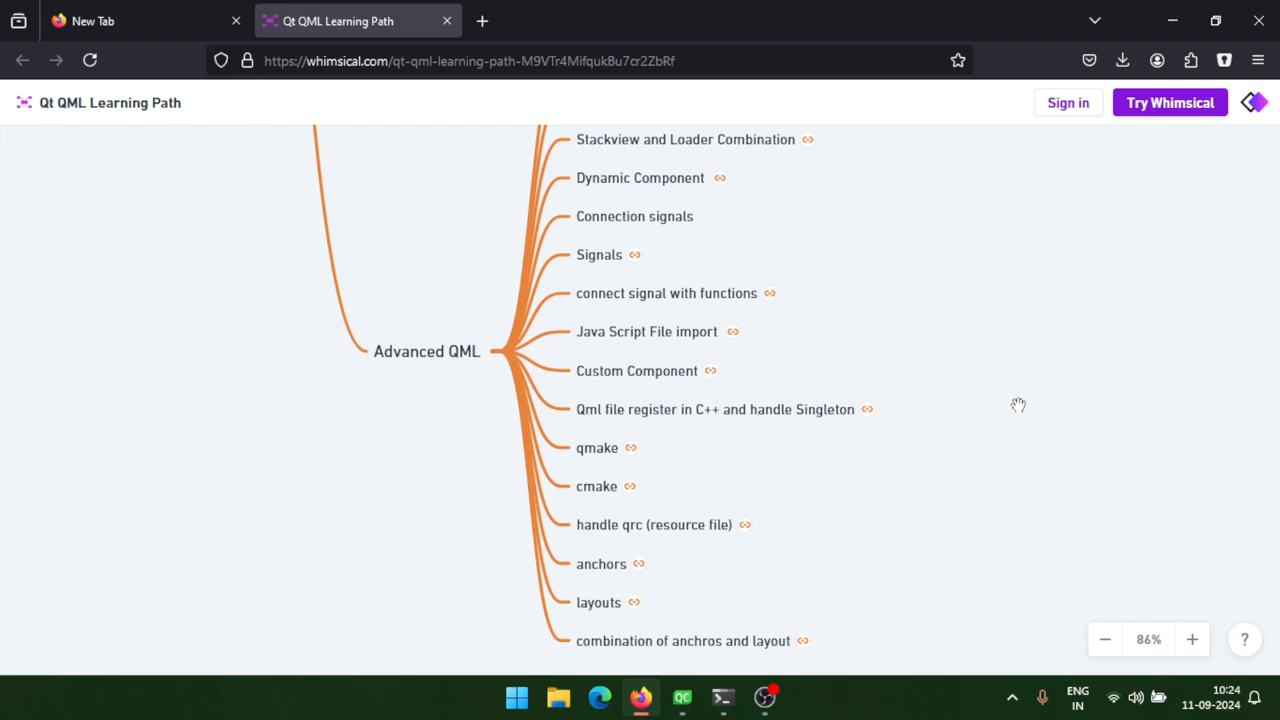 New Tab
Qt QML Learning Path
https://whimsical.com/qt-qml-learning-path-M9VTr4MifqukBu7cr2ZbRf
Qt QML Learning Path
Sign in
Try Whimsical
Stackview and Loader Combination
Dynamic Component
Connection signals
Signals
connect signal with functions
Java Script File import
Advanced QML
Custom Component
Qml file register in C++ and handle Singleton
qmake
cmake
handle qrc (resource file)
anchors
layouts
combination of anchros and layout
86%
?
QC
ENG
IN
10:24
11-09-2024